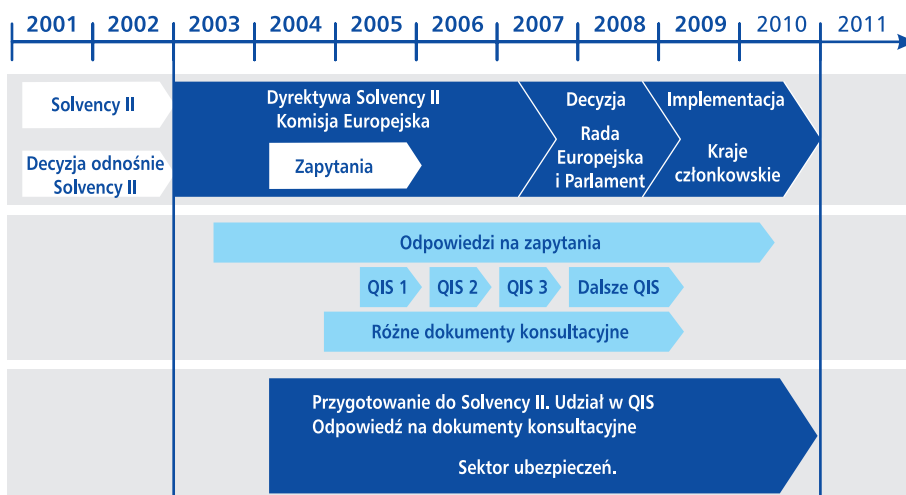 2001 2002 2003 2004 2005 2006 2007 2008 2009 2010 2011
Solvency II
Decyzja odnośnie
Solvency II
Dyrektywa Solvency II
Komisja Europejska
Zapytania
Decyzja
Rada
Europejska
i Parlament
Implementacja
Kraje
członkowskie
Odpowiedzi na zapytania
QIS 1 QIS 2 QIS 3 Dalsze QIS
Różne dokumenty konsultacyjne
Przygotowanie do Solvency II. Udział w QIS
Odpowiedź na dokumenty konsultacyjne
Sektor ubezpieczeń.